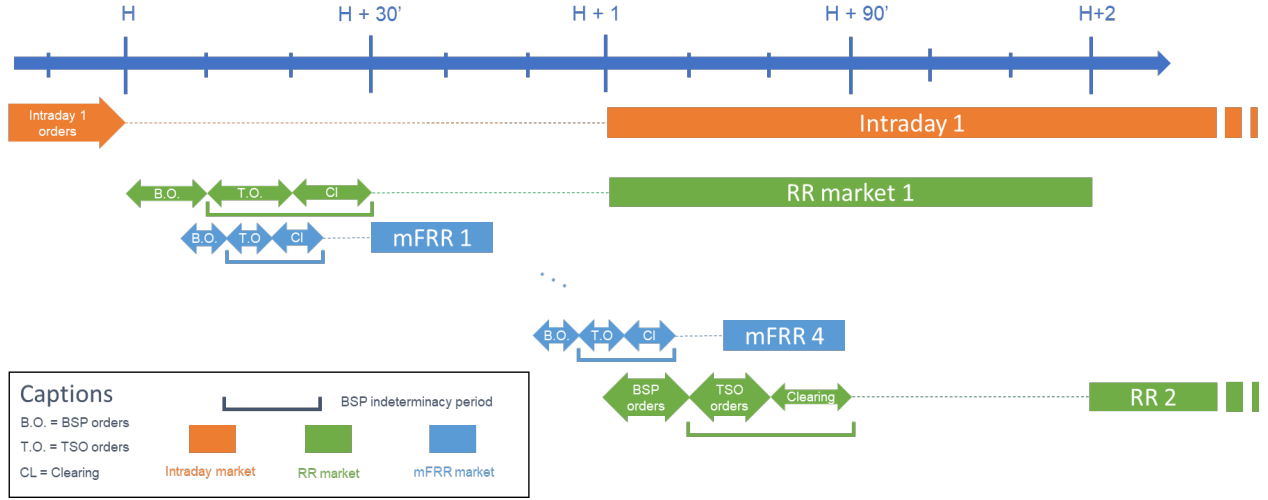 H H + 30’ H + 1 H + 90’ H+2
Intraday 1
orders
Intraday 1
B.O. T.O. Cl
RR market 1
B.O. T.O Cl
mFRR 1
. . .
B.O. T.O Cl
mFRR 4
BSP
orders
TSO
orders
Clearing
RR 2
Captions
BSP indeterminacy period
B.O. = BSP orders
T.O. = TSO orders
CL = Clearing
Intraday market
RR market
mFRR market